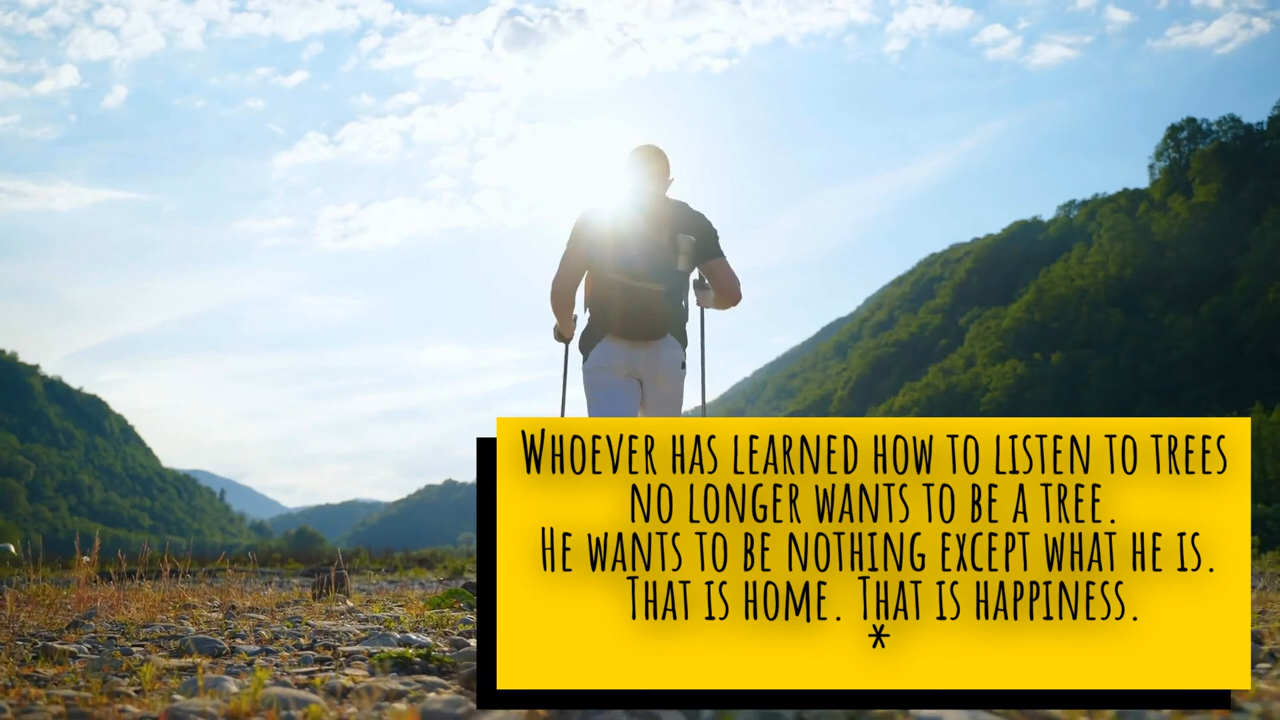 Whoever has learned how to listen to trees
no longer wants to be a tree.
He wants to be nothing except what he is.
That is home. That is happiness.
*